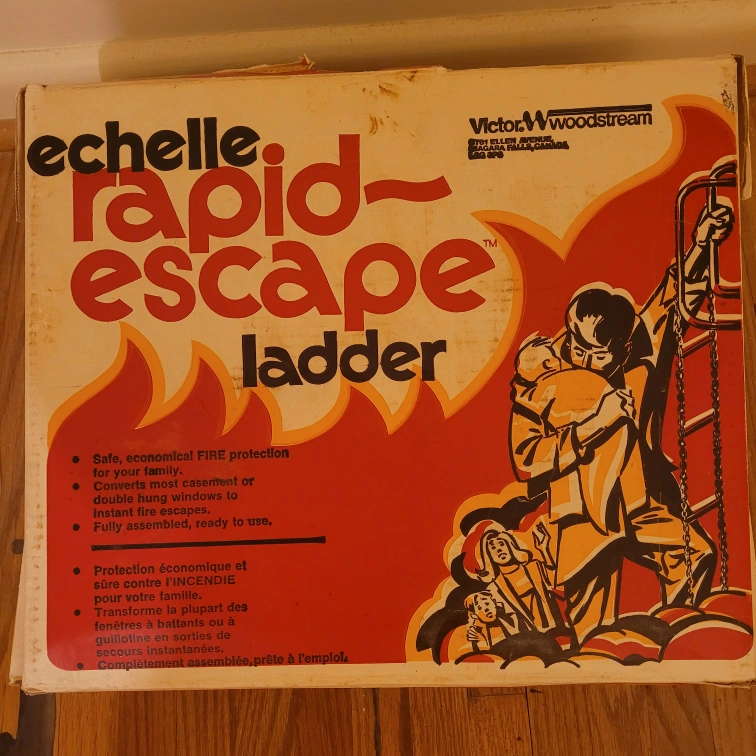 echelle
rapid-
escape™
ladder
Victor Woodstream
ELLEN AVENUE,
NIAGARA FALLS, CANADA,
Safe, economical FIRE protection
for your family.
Converts most casement or
double hung windows to
instant fire escapes.
Fully assembled, ready to use.
Protection économique et
sûre contre l'INCENDIE
pour votre famille.
Transforme la plupart des
fenêtres à battants ou à
guillotine en sorties de
secours instantanées.
Complètement assemblée, prête à l'emploi.